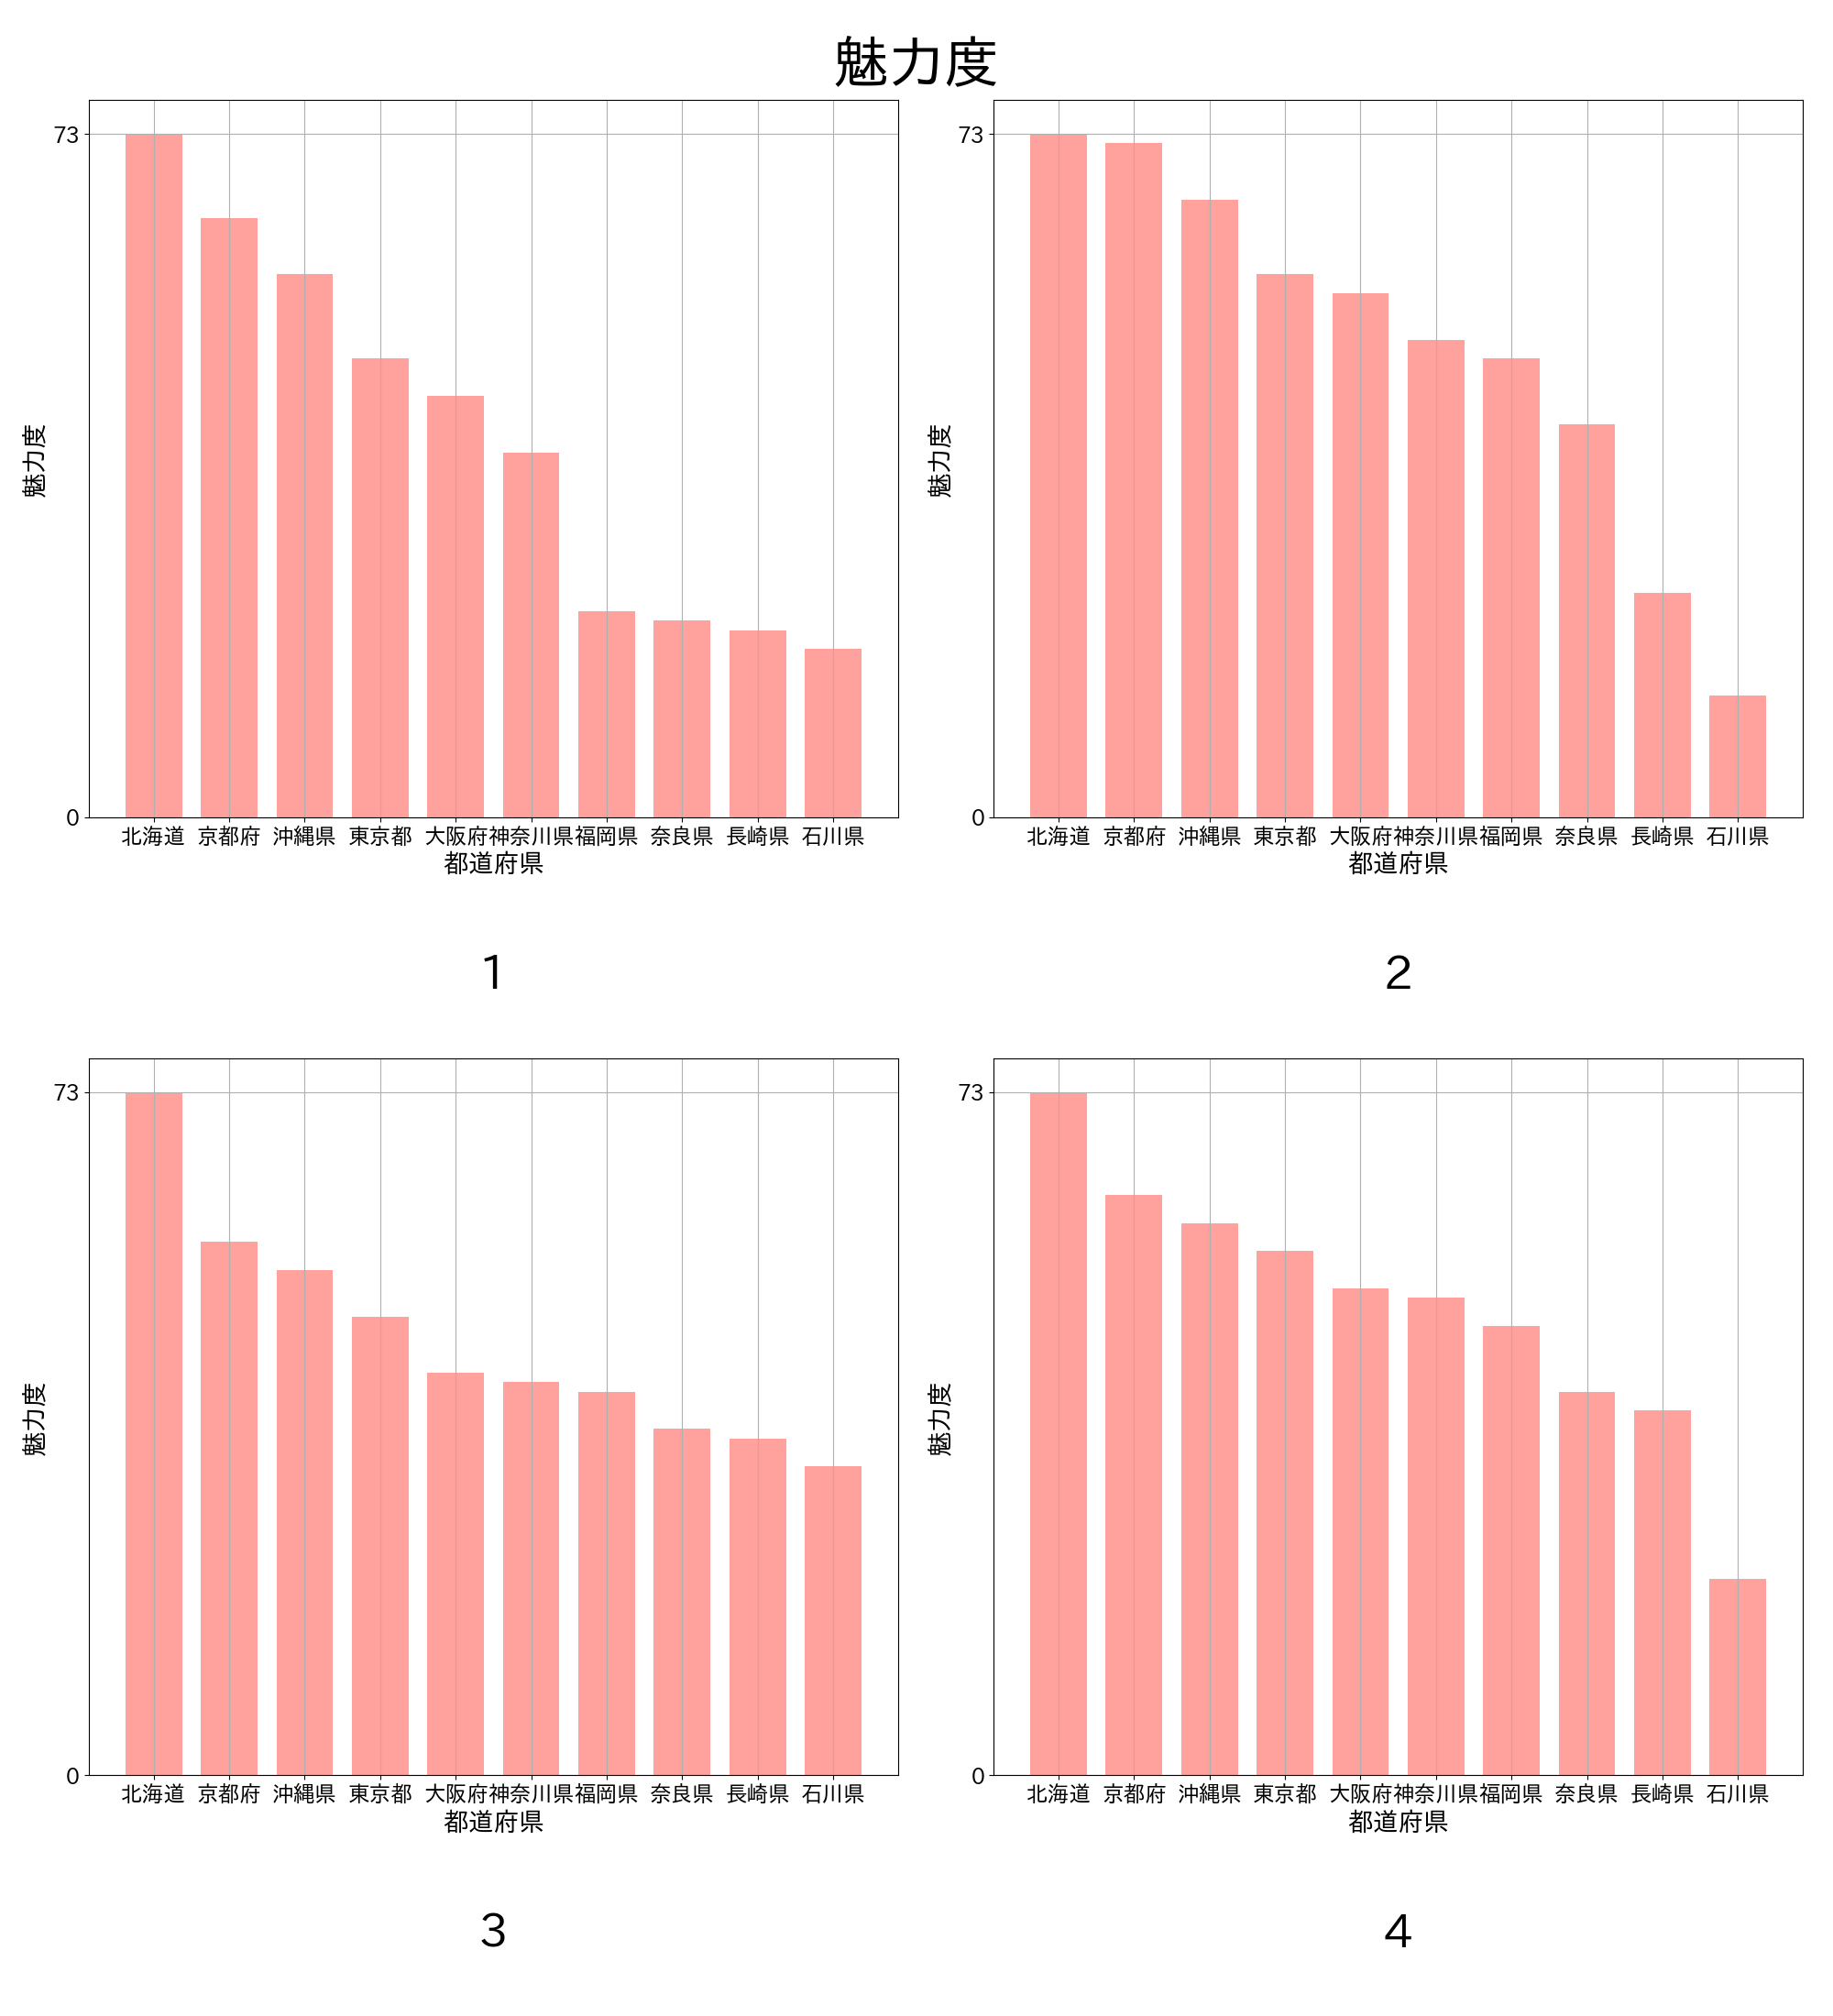 魅力度
73
魅力度
0
北海道 京都府 沖縄県 東京都 大阪府 神奈川県 福岡県 奈良県 長崎県 石川県
都道府県
1
73
魅力度
0
北海道 京都府 沖縄県 東京都 大阪府 神奈川県 福岡県 奈良県 長崎県 石川県
都道府県
2
73
魅力度
0
北海道 京都府 沖縄県 東京都 大阪府 神奈川県 福岡県 奈良県 長崎県 石川県
都道府県
3
73
魅力度
0
北海道 京都府 沖縄県 東京都 大阪府 神奈川県 福岡県 奈良県 長崎県 石川県
都道府県
4